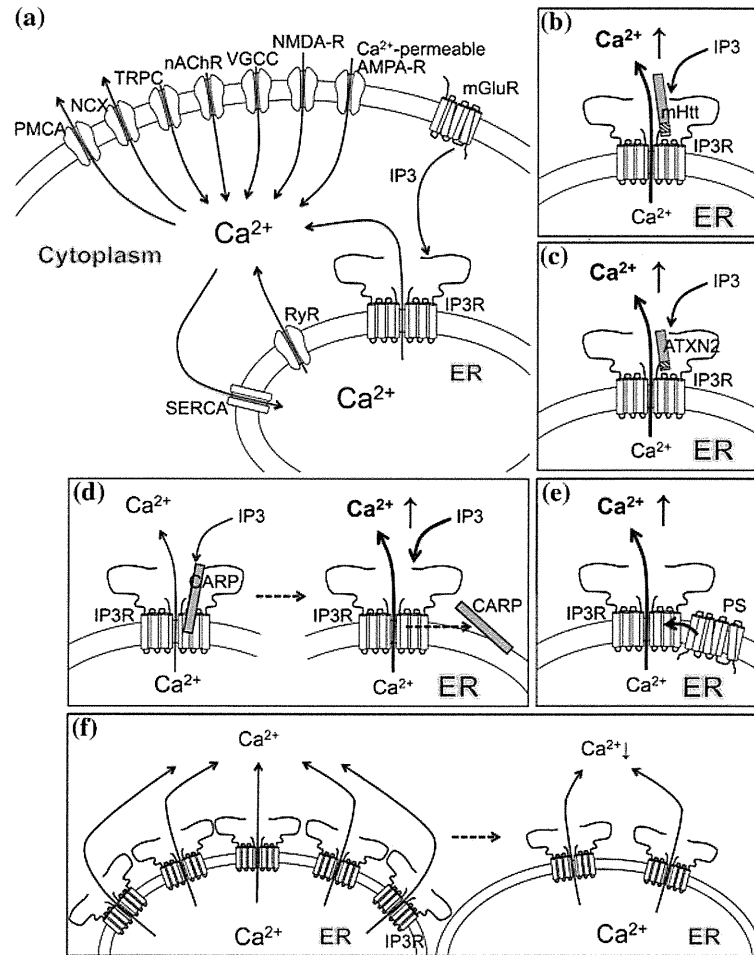 (a)
PMCA
NCX
TRPC
nAChR
VGCC
NMDA-R
Ca²⁺-permeable
AMPA-R
mGluR
IP3
Ca²⁺
Cytoplasm
IP3R
RyR
ER
SERCA
Ca²⁺
(b)
Ca²⁺ ↑
IP3
mHtt
IP3R
Ca²⁺
ER
(c)
Ca²⁺ ↑
IP3
ATXN2
IP3R
Ca²⁺
ER
(d)
Ca²⁺
IP3
CARP
IP3R
Ca²⁺
Ca²⁺ ↑
IP3
CARP
Ca²⁺
ER
(e)
Ca²⁺ ↑
IP3R
PS
Ca²⁺
ER
(f)
Ca²⁺
Ca²⁺
ER
IP3R
Ca²⁺↓
Ca²⁺
ER